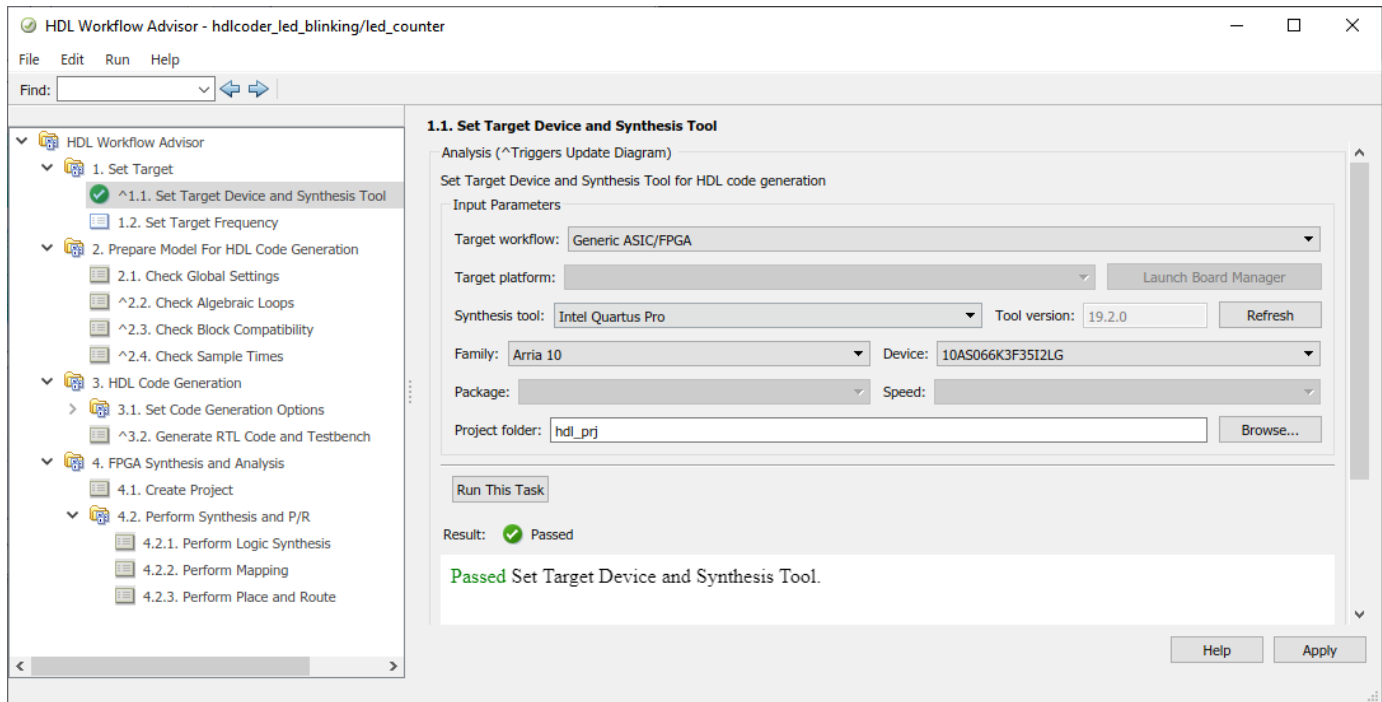 HDL Workflow Advisor - hdlcoder_led_blinking/led_counter
File Edit Run Help
Find:
HDL Workflow Advisor
1. Set Target
^1.1. Set Target Device and Synthesis Tool
1.2. Set Target Frequency
2. Prepare Model For HDL Code Generation
2.1. Check Global Settings
^2.2. Check Algebraic Loops
^2.3. Check Block Compatibility
^2.4. Check Sample Times
3. HDL Code Generation
3.1. Set Code Generation Options
^3.2. Generate RTL Code and Testbench
4. FPGA Synthesis and Analysis
4.1. Create Project
4.2. Perform Synthesis and P/R
4.2.1. Perform Logic Synthesis
4.2.2. Perform Mapping
4.2.3. Perform Place and Route
1.1. Set Target Device and Synthesis Tool
Analysis (^Triggers Update Diagram)
Set Target Device and Synthesis Tool for HDL code generation
Input Parameters
Target workflow: Generic ASIC/FPGA
Target platform: Launch Board Manager
Synthesis tool: Intel Quartus Pro Tool version: 19.2.0 Refresh
Family: Arria 10 Device: 10AS066K3F35I2LG
Package: Speed:
Project folder: hdl_prj Browse...
Run This Task
Result: Passed
Passed Set Target Device and Synthesis Tool.
Help Apply